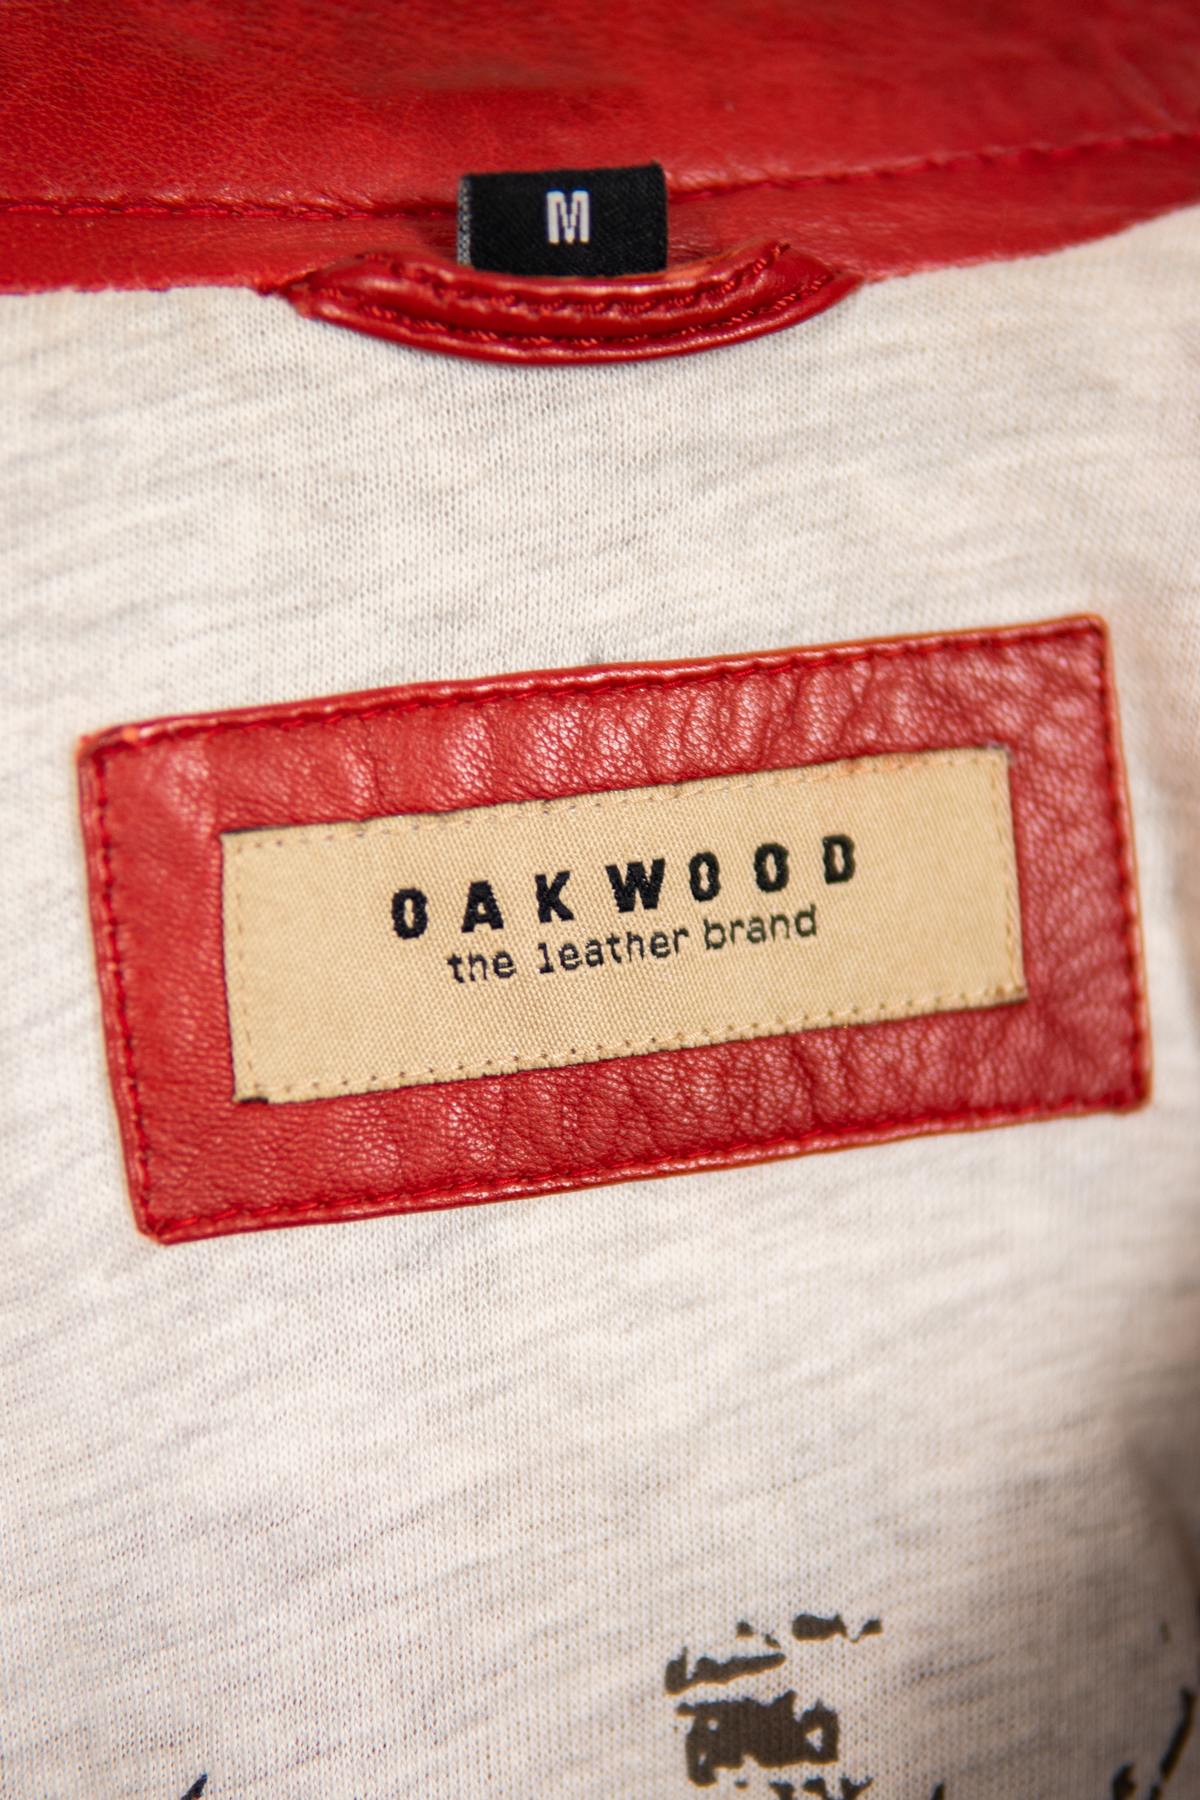 M
OAKWOOD
the leather brand